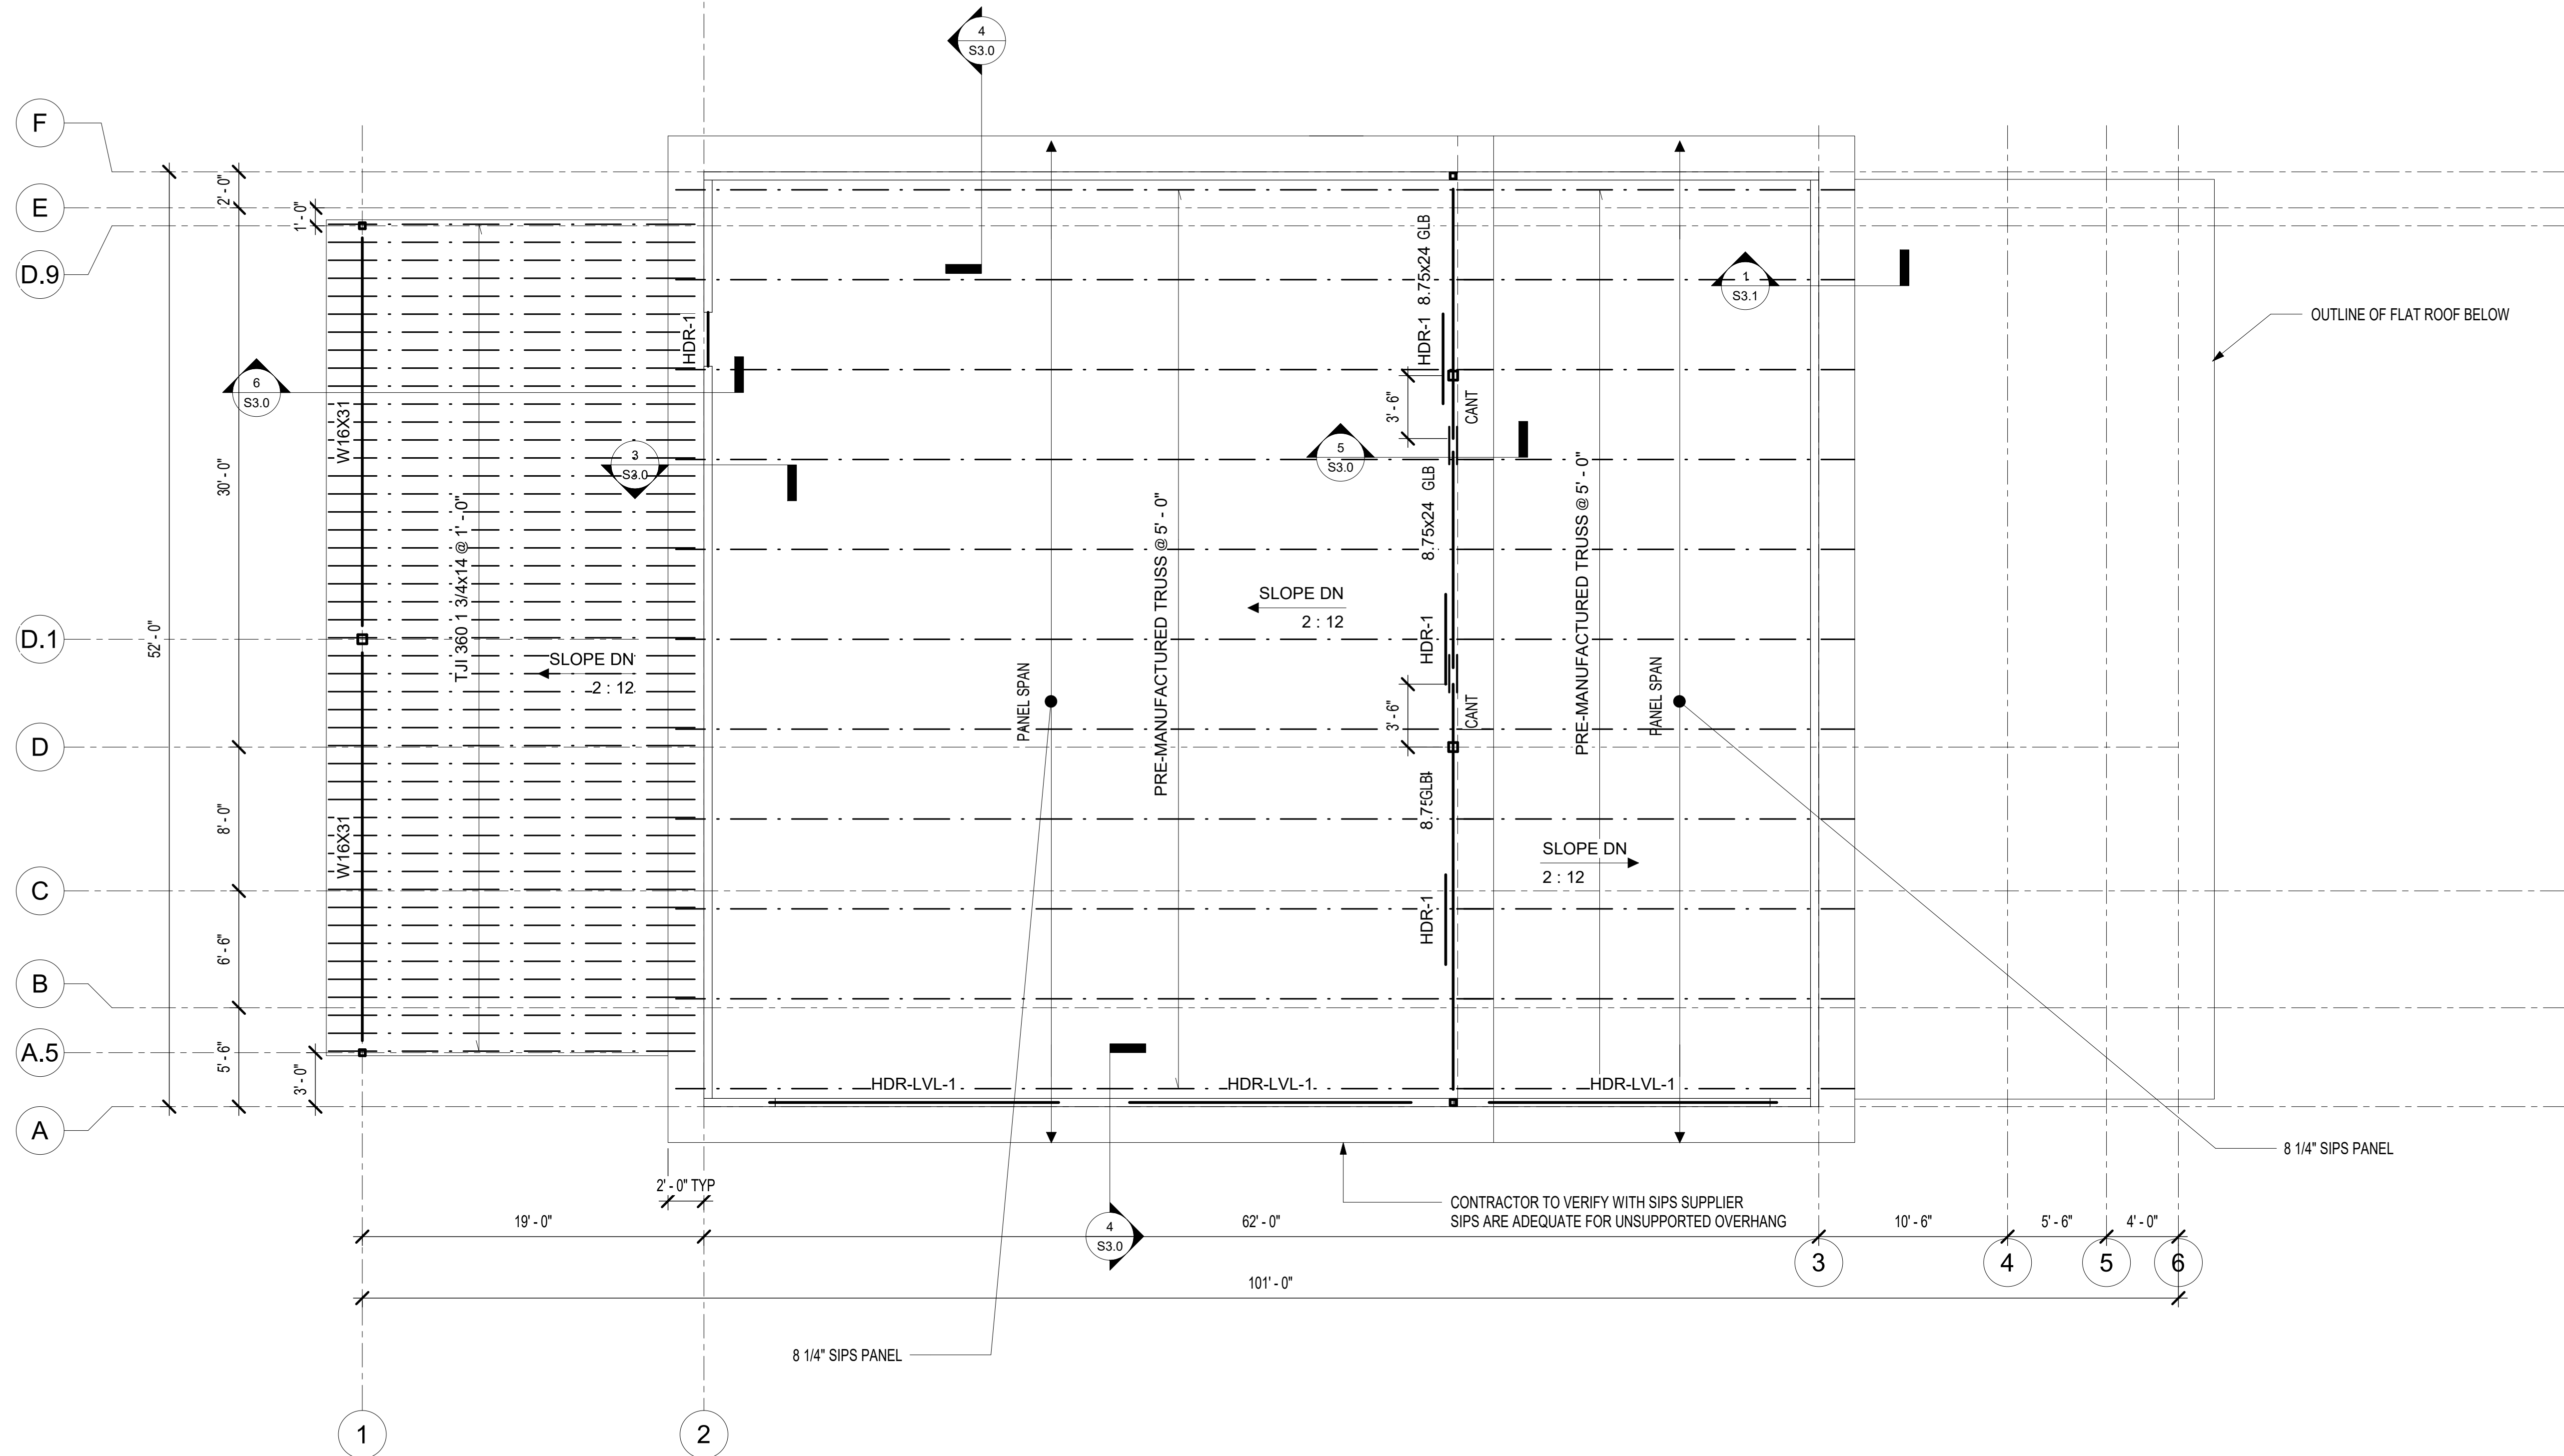 4
S3.0
F
E
D.9
D.1
D
C
B
A.5
A
2' - 0"
1' - 0"
30' - 0"
52' - 0"
8' - 0"
6' - 6"
5' - 6"
3' - 0"
6
S3.0
W16X31
W16X31
TJI 360 1 3/4x14 @ 1' - 0"
SLOPE DN
2 : 12
3
S3.0
HDR-1
PANEL SPAN
PRE-MANUFACTURED TRUSS @ 5' - 0"
SLOPE DN
2 : 12
5
S3.0
8.75x24 GLB
HDR-1
3' - 6"
CANT
8.75x24 GLB
HDR-1
3' - 6"
CANT
HDR-1
PRE-MANUFACTURED TRUSS @ 5' - 0"
PANEL SPAN
SLOPE DN
2 : 12
1
S3.1
OUTLINE OF FLAT ROOF BELOW
HDR-LVL-1
HDR-LVL-1
HDR-LVL-1
8 1/4" SIPS PANEL
2' - 0" TYP
CONTRACTOR TO VERIFY WITH SIPS SUPPLIER
SIPS ARE ADEQUATE FOR UNSUPPORTED OVERHANG
4
S3.0
19' - 0"
62' - 0"
10' - 6"
5' - 6"
4' - 0"
3
4
5
6
101' - 0"
8 1/4" SIPS PANEL
1
2